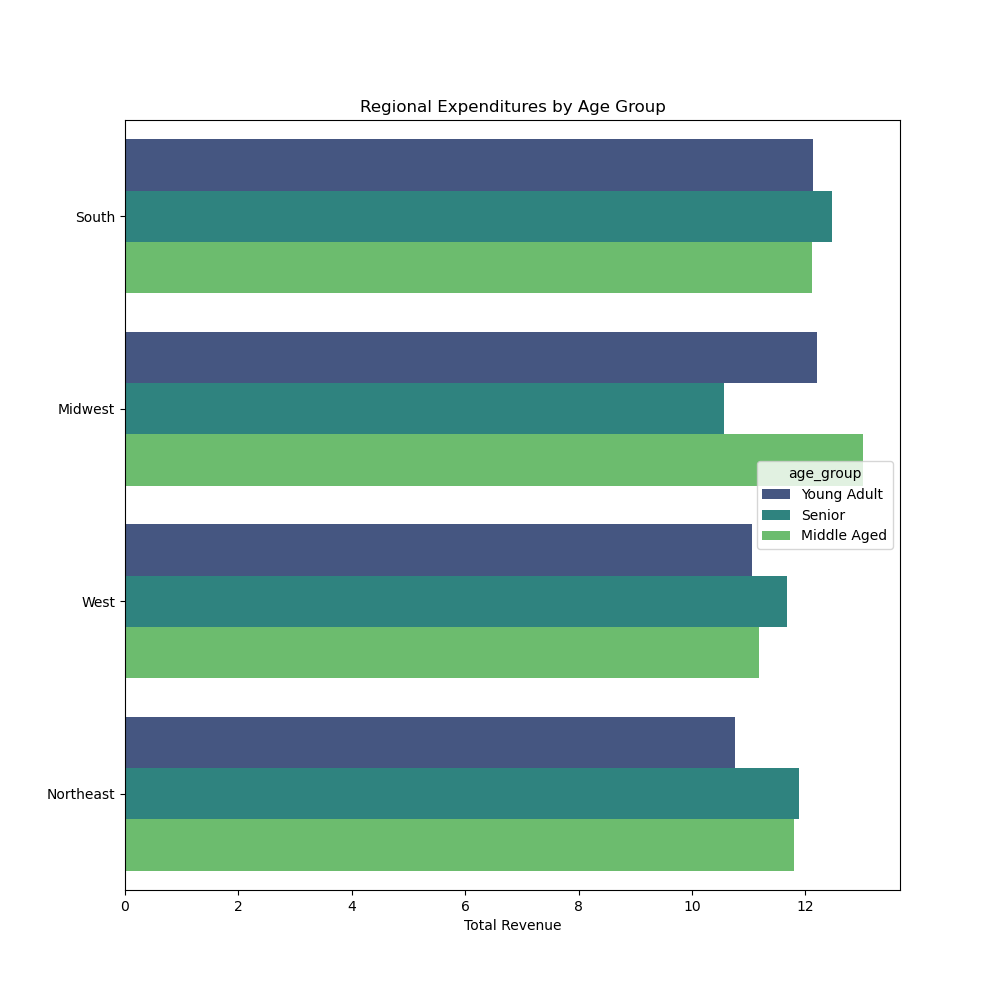 Regional Expenditures by Age Group
South
Midwest
West
Northeast
age_group
Young Adult
Senior
Middle Aged
0 2 4 6 8 10 12
Total Revenue